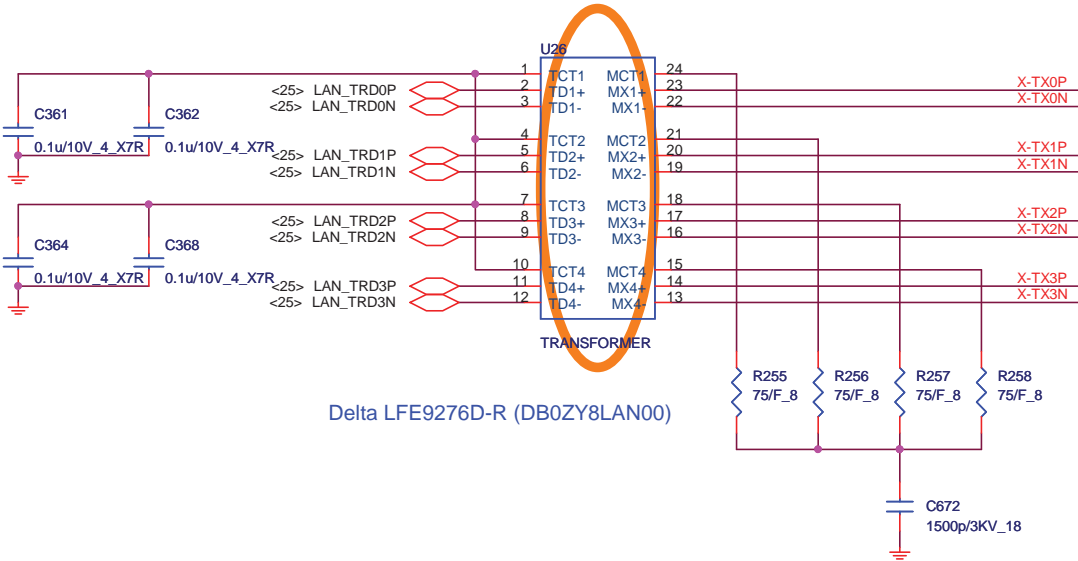 U26
1 TCT1 MCT1 24
<25> LAN_TRD0P 2 TD1+ MX1+ 23 X-TX0P
<25> LAN_TRD0N 3 TD1- MX1- 22 X-TX0N
C361 C362
0.1u/10V_4_X7R 0.1u/10V_4_X7R
4 TCT2 MCT2 21
<25> LAN_TRD1P 5 TD2+ MX2+ 20 X-TX1P
<25> LAN_TRD1N 6 TD2- MX2- 19 X-TX1N
7 TCT3 MCT3 18
<25> LAN_TRD2P 8 TD3+ MX3+ 17 X-TX2P
<25> LAN_TRD2N 9 TD3- MX3- 16 X-TX2N
C364 C368
0.1u/10V_4_X7R 0.1u/10V_4_X7R
10 TCT4 MCT4 15
<25> LAN_TRD3P 11 TD4+ MX4+ 14 X-TX3P
<25> LAN_TRD3N 12 TD4- MX4- 13 X-TX3N
TRANSFORMER
R255 R256 R257 R258
75/F_8 75/F_8 75/F_8 75/F_8
Delta LFE9276D-R (DB0ZY8LAN00)
C672
1500p/3KV_18